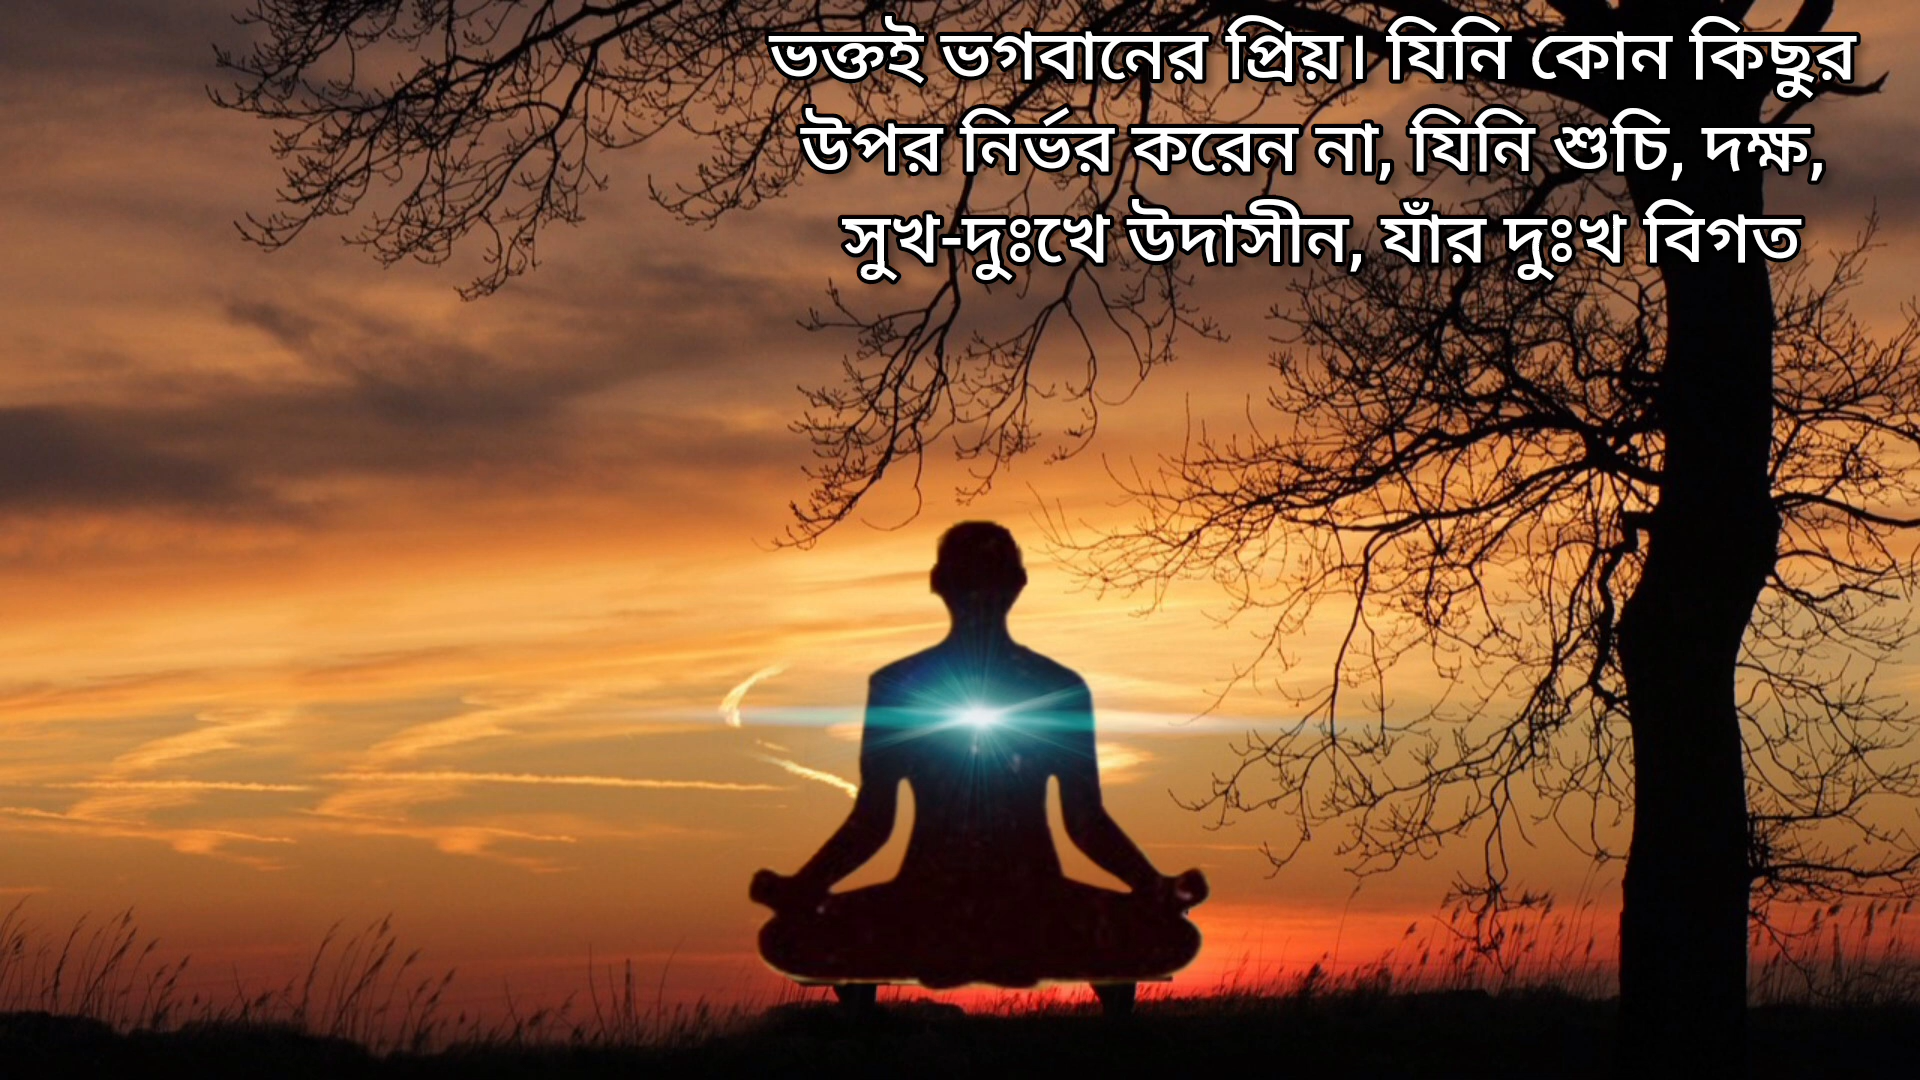 ভক্তই ভগবানের প্রিয়। যিনি কোন কিছুর
উপর নির্ভর করেন না, যিনি শুচি, দক্ষ,
সুখ-দুঃখে উদাসীন, যাঁর দুঃখ বিগত